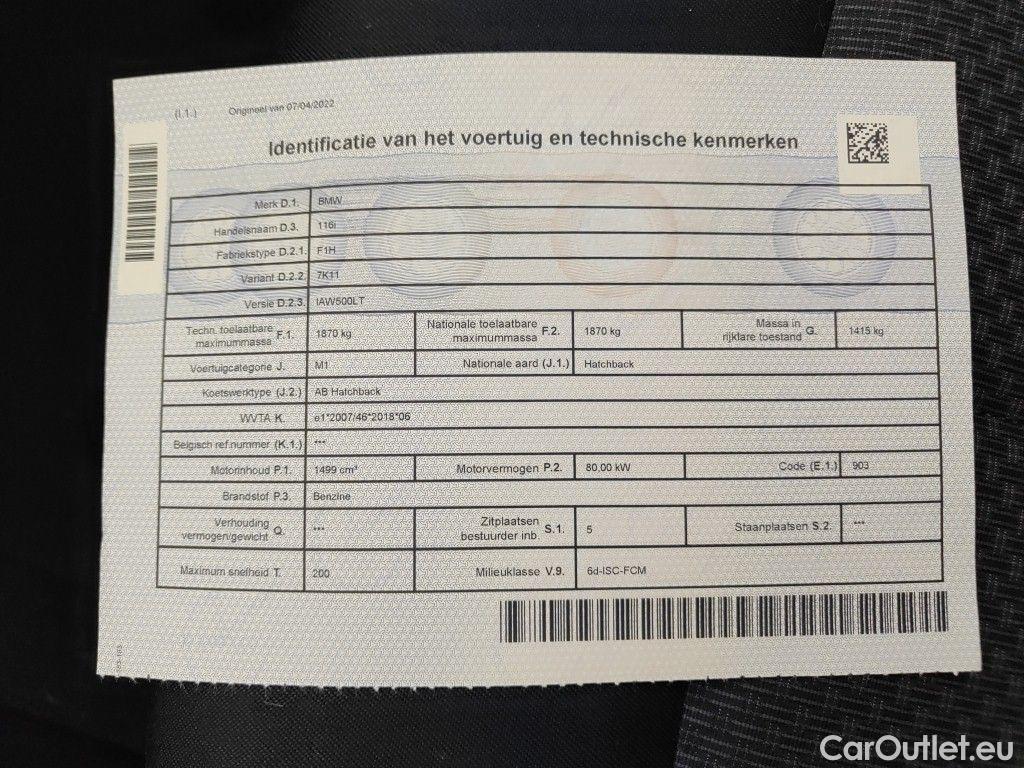 (I.1.) Origineel van 07/04/2022
Identificatie van het voertuig en technische kenmerken
Merk D.1. BMW
Handelsnaam D.3. 116i
Fabriekstype D.2.1. F1H
Variant D.2.2. 7K11
Versie D.2.3. IAW500LT
Techn. toelaatbare maximummassa F.1. 1870 kg Nationale toelaatbare maximummassa F.2. 1870 kg Massa in rijklare toestand G. 1415 kg
Voertuigcategorie J. M1 Nationale aard (J.1.) Hatchback
Koetswerktype (J.2.) AB Hatchback
WVTA K. e1*2007/46*2018*06
Belgisch ref.nummer (K.1.) ***
Motorinhoud P.1. 1499 cm³ Motorvermogen P.2. 80,00 kW Code (E.1.) 903
Brandstof P.3. Benzine
Verhouding vermogen/gewicht Q. *** Zitplaatsen bestuurder inb. S.1. 5 Staanplaatsen S.2. ***
Maximum snelheid T. 200 Milieuklasse V.9. 6d-ISC-FCM
CarOutlet.eu